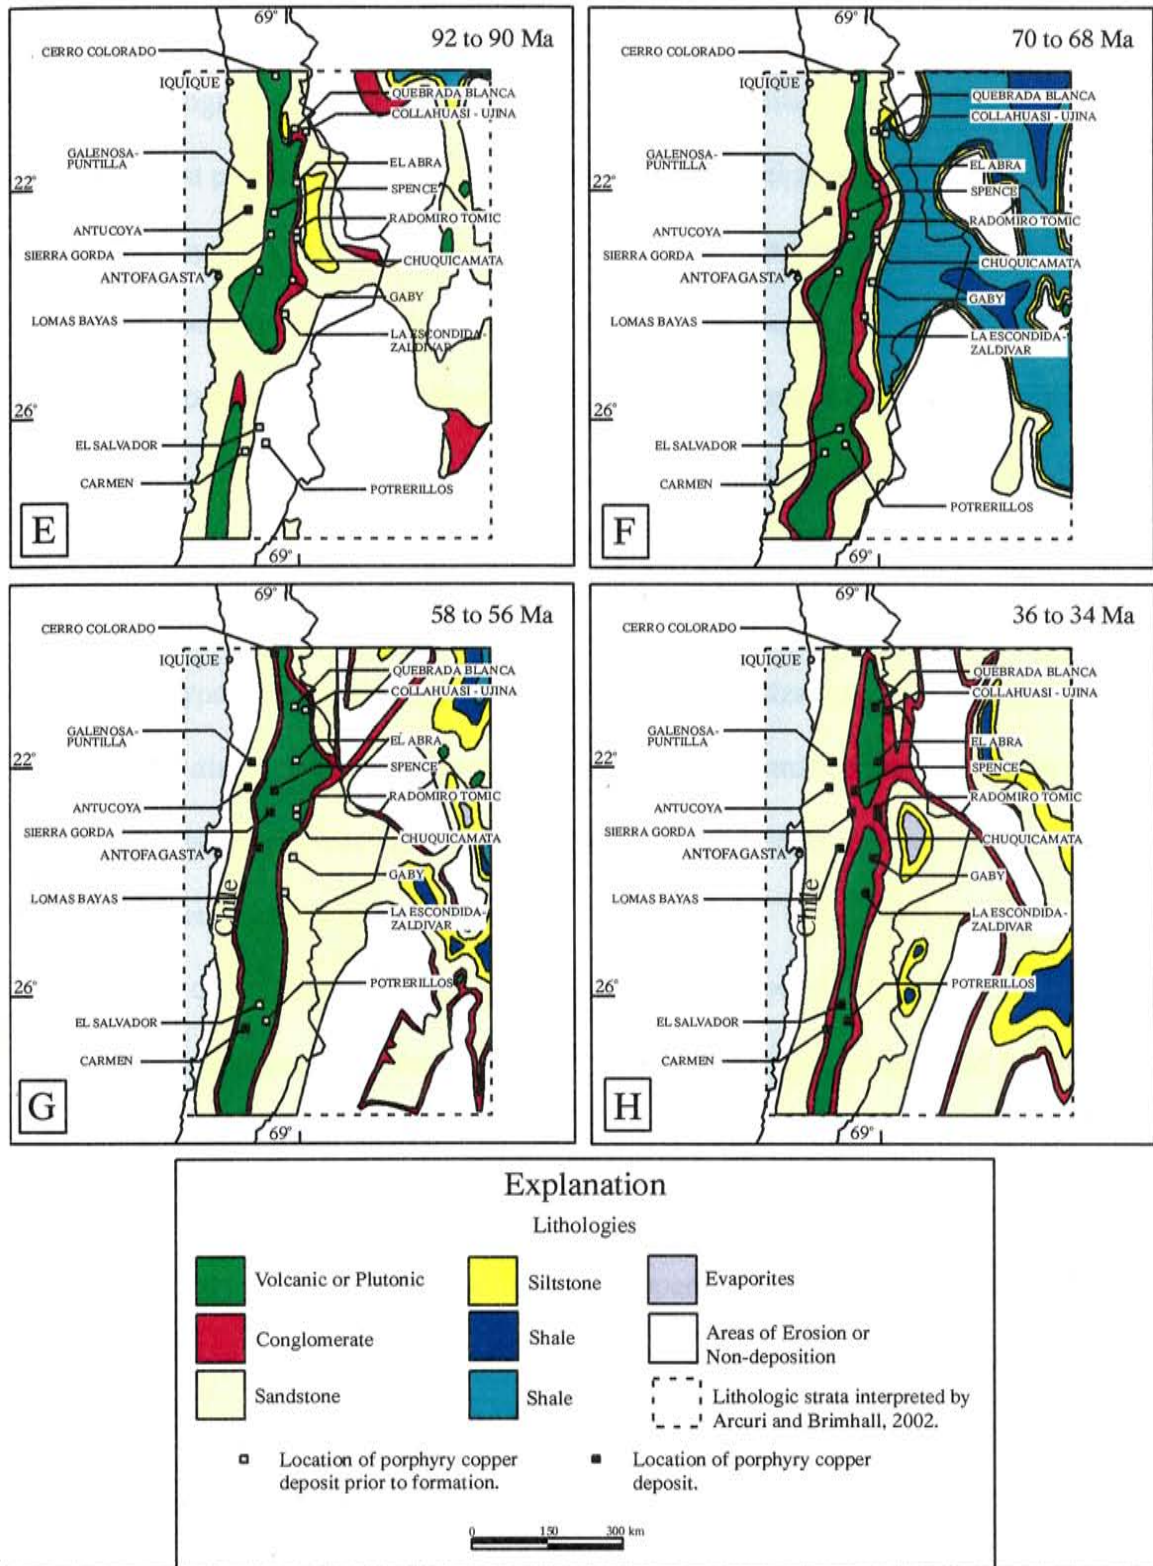 69°
92 to 90 Ma
CERRO COLORADO
IQUIQUE
QUEBRADA BLANCA
COLLAHUASI - UJINA
GALENOSA-
PUNTILLA
EL ABRA
22°
SPENCE
RADOMIRO TOMIC
ANTUCOYA
SIERRA GORDA
CHUQUICAMATA
ANTOFAGASTA
GABY
LOMAS BAYAS
LA ESCONDIDA-
ZALDIVAR
26°
EL SALVADOR
CARMEN
POTRERILLOS
E
69°
69°
70 to 68 Ma
CERRO COLORADO
IQUIQUE
QUEBRADA BLANCA
COLLAHUASI - UJINA
GALENOSA-
PUNTILLA
EL ABRA
22°
SPENCE
RADOMIRO TOMIC
ANTUCOYA
SIERRA GORDA
CHUQUICAMATA
ANTOFAGASTA
GABY
LOMAS BAYAS
LA ESCONDIDA-
ZALDIVAR
26°
EL SALVADOR
CARMEN
POTRERILLOS
F
69°
69°
58 to 56 Ma
CERRO COLORADO
IQUIQUE
QUEBRADA BLANCA
COLLAHUASI - UJINA
GALENOSA-
PUNTILLA
EL ABRA
22°
SPENCE
RADOMIRO TOMIC
ANTUCOYA
SIERRA GORDA
CHUQUICAMATA
ANTOFAGASTA
GABY
LOMAS BAYAS
Chile
LA ESCONDIDA-
ZALDIVAR
POTRERILLOS
26°
EL SALVADOR
CARMEN
G
69°
69°
36 to 34 Ma
CERRO COLORADO
IQUIQUE
QUEBRADA BLANCA
COLLAHUASI - UJINA
GALENOSA-
PUNTILLA
EL ABRA
22°
SPENCE
RADOMIRO TOMIC
ANTUCOYA
SIERRA GORDA
CHUQUICAMATA
ANTOFAGASTA
GABY
LOMAS BAYAS
Chile
LA ESCONDIDA-
ZALDIVAR
POTRERILLOS
26°
EL SALVADOR
CARMEN
H
69°
Explanation
Lithologies
Volcanic or Plutonic
Siltstone
Evaporites
Conglomerate
Shale
Areas of Erosion or
Non-deposition
Sandstone
Shale
Lithologic strata interpreted by
Arcuri and Brimhall, 2002.
Location of porphyry copper
deposit prior to formation.
Location of porphyry copper
deposit.
0 150 300 km